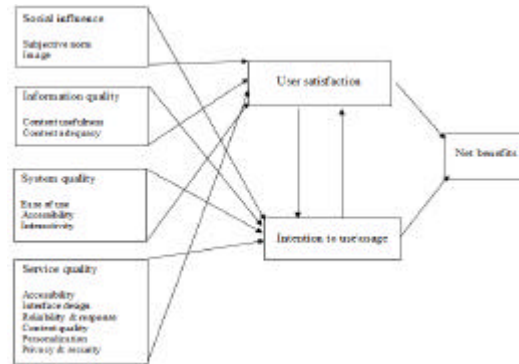 Social influence
Subjective norm
Image
Information quality
Content usefulness
Content adequacy
System quality
Ease of use
Accessibility
Interactivity
Service quality
Accessibility
Interface design
Reliability & response
Content quality
Personalization
Privacy & security
User satisfaction
Intention to use/usage
Net benefits